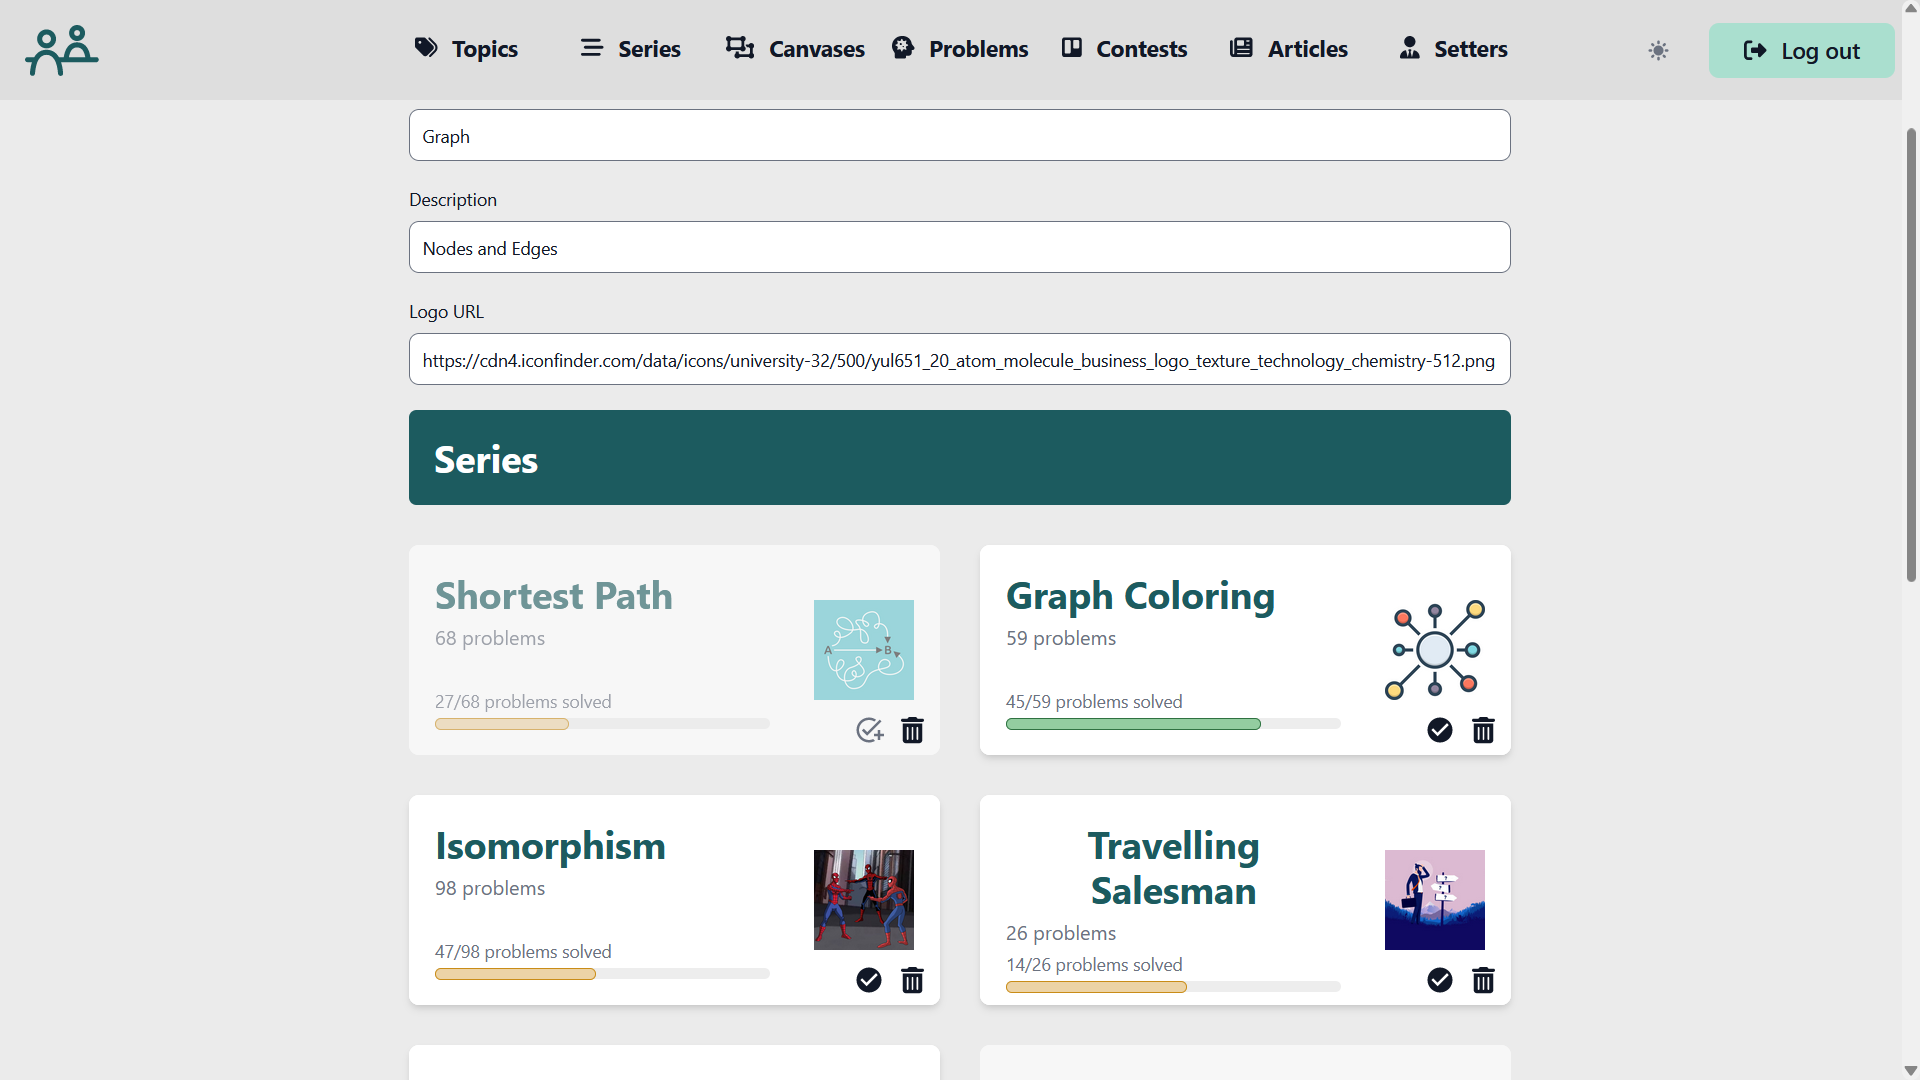 Topics
Series
Canvases
Problems
Contests
Articles
Setters
Log out
Graph
Description
Nodes and Edges
Logo URL
https://cdn4.iconfinder.com/data/icons/university-32/500/yul651_20_atom_molecule_business_logo_texture_technology_chemistry-512.png
Series
Shortest Path
68 problems
A
B
27/68 problems solved
Graph Coloring
59 problems
45/59 problems solved
Isomorphism
98 problems
47/98 problems solved
Travelling
Salesman
26 problems
14/26 problems solved